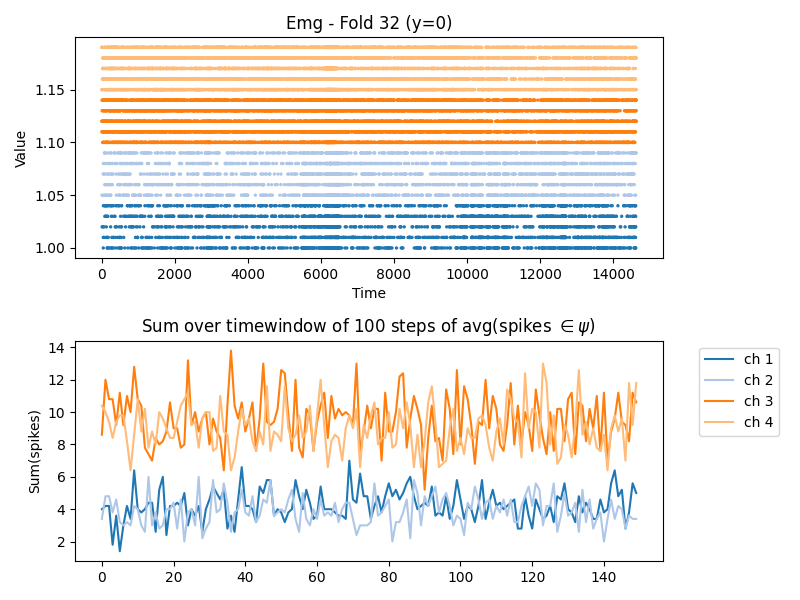 Emg - Fold 32 (y=0)
Value
1.15
1.10
1.05
1.00
0 2000 4000 6000 8000 10000 12000 14000
Time
Sum over timewindow of 100 steps of avg(spikes ∈ ψ)
Sum(spikes)
14
12
10
8
6
4
2
0 20 40 60 80 100 120 140
ch 1
ch 2
ch 3
ch 4